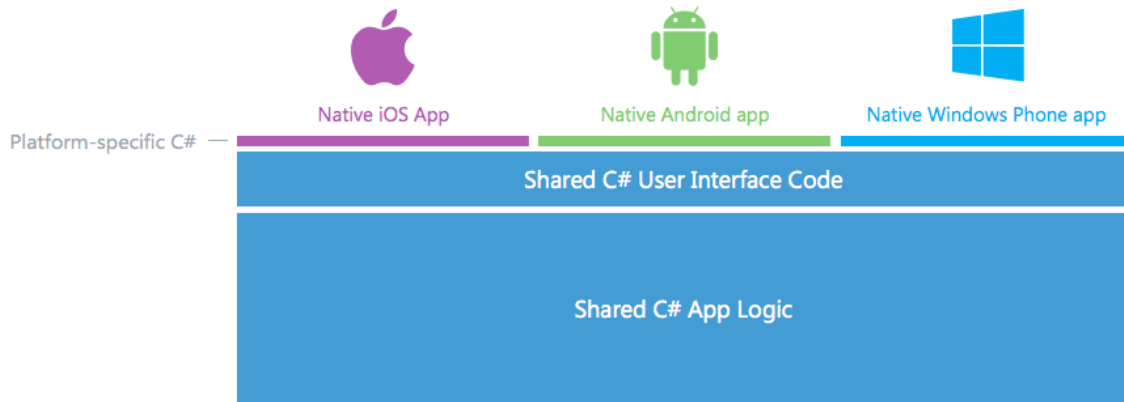 Native iOS App
Native Android app
Native Windows Phone app
Platform-specific C#
Shared C# User Interface Code
Shared C# App Logic